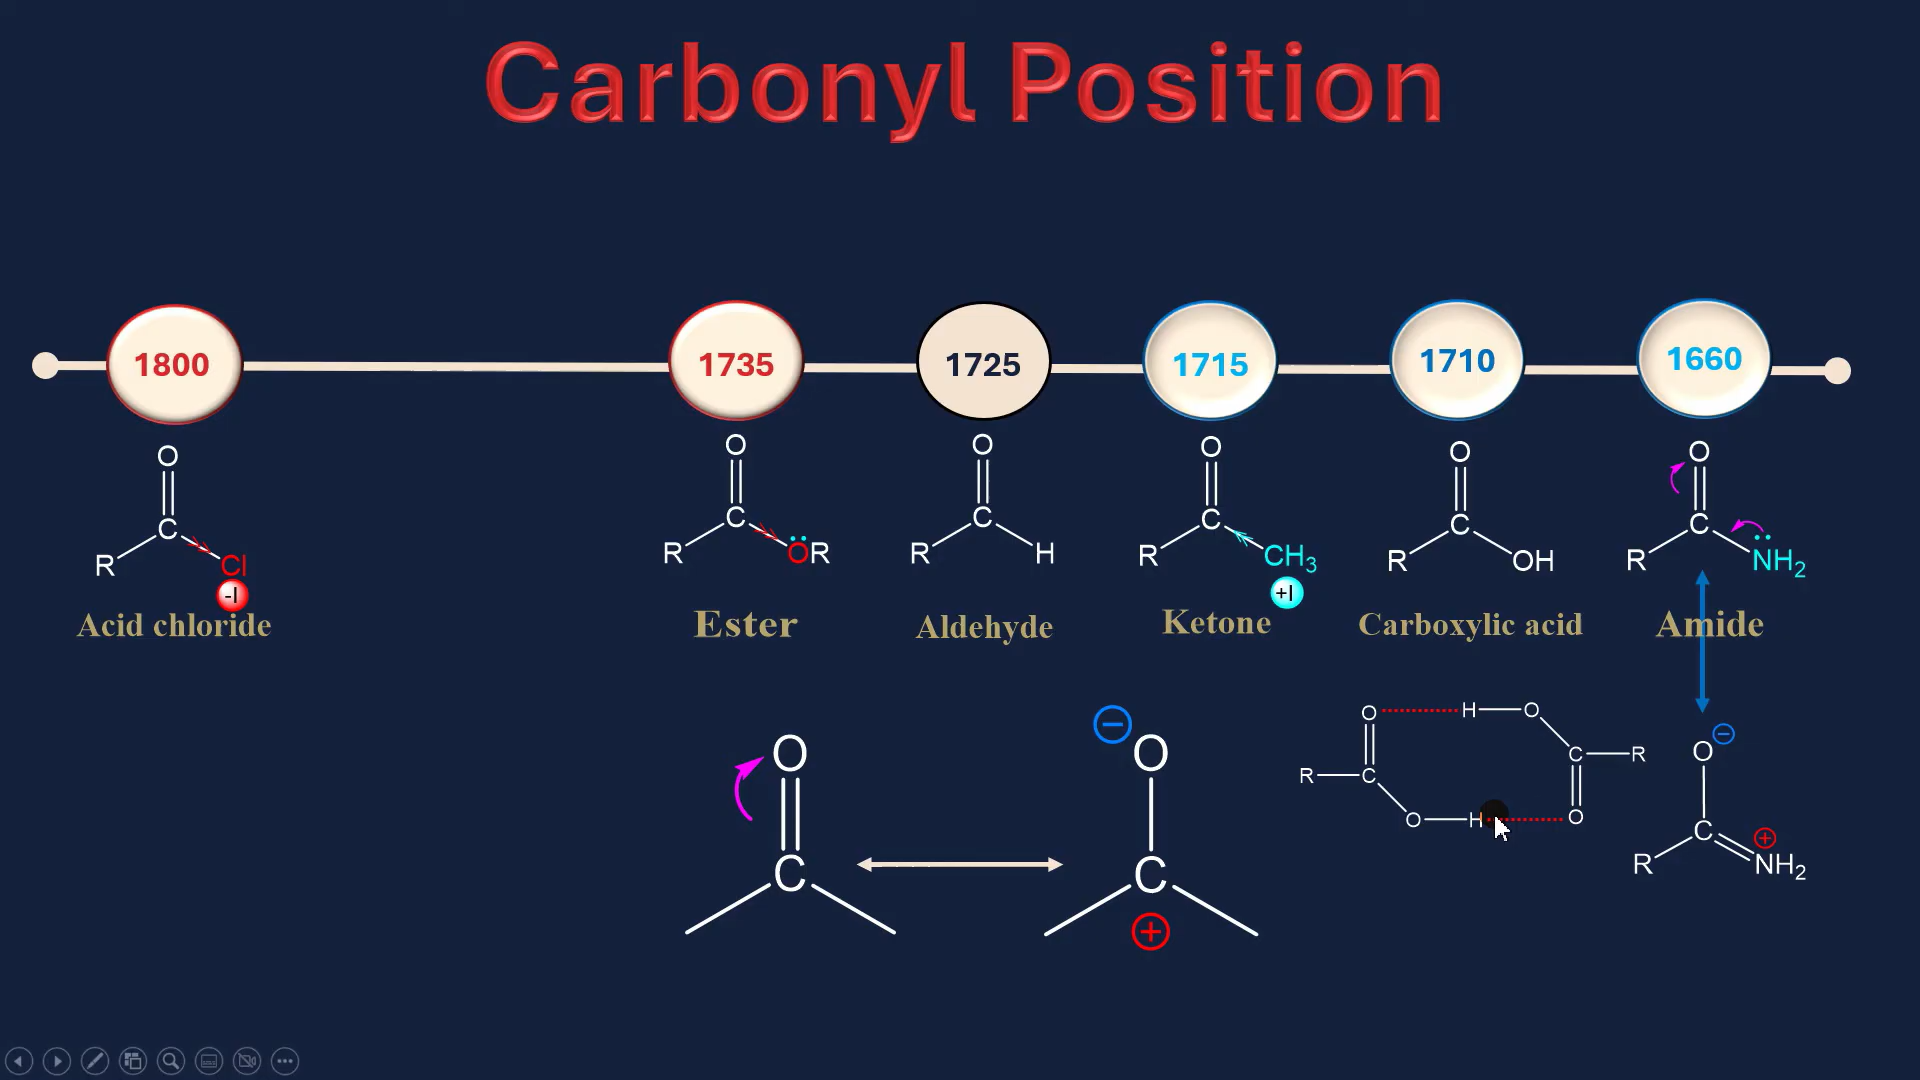 Carbonyl Position
1800 1735 1725 1715 1710 1660
O O O O O O
C C C C C C
R Cl R OR R H R CH3 R OH R NH2
-I +I
Acid chloride Ester Aldehyde Ketone Carboxylic acid Amide
O H O
C R
R C
O H O
O O
C C
O
C
R NH2